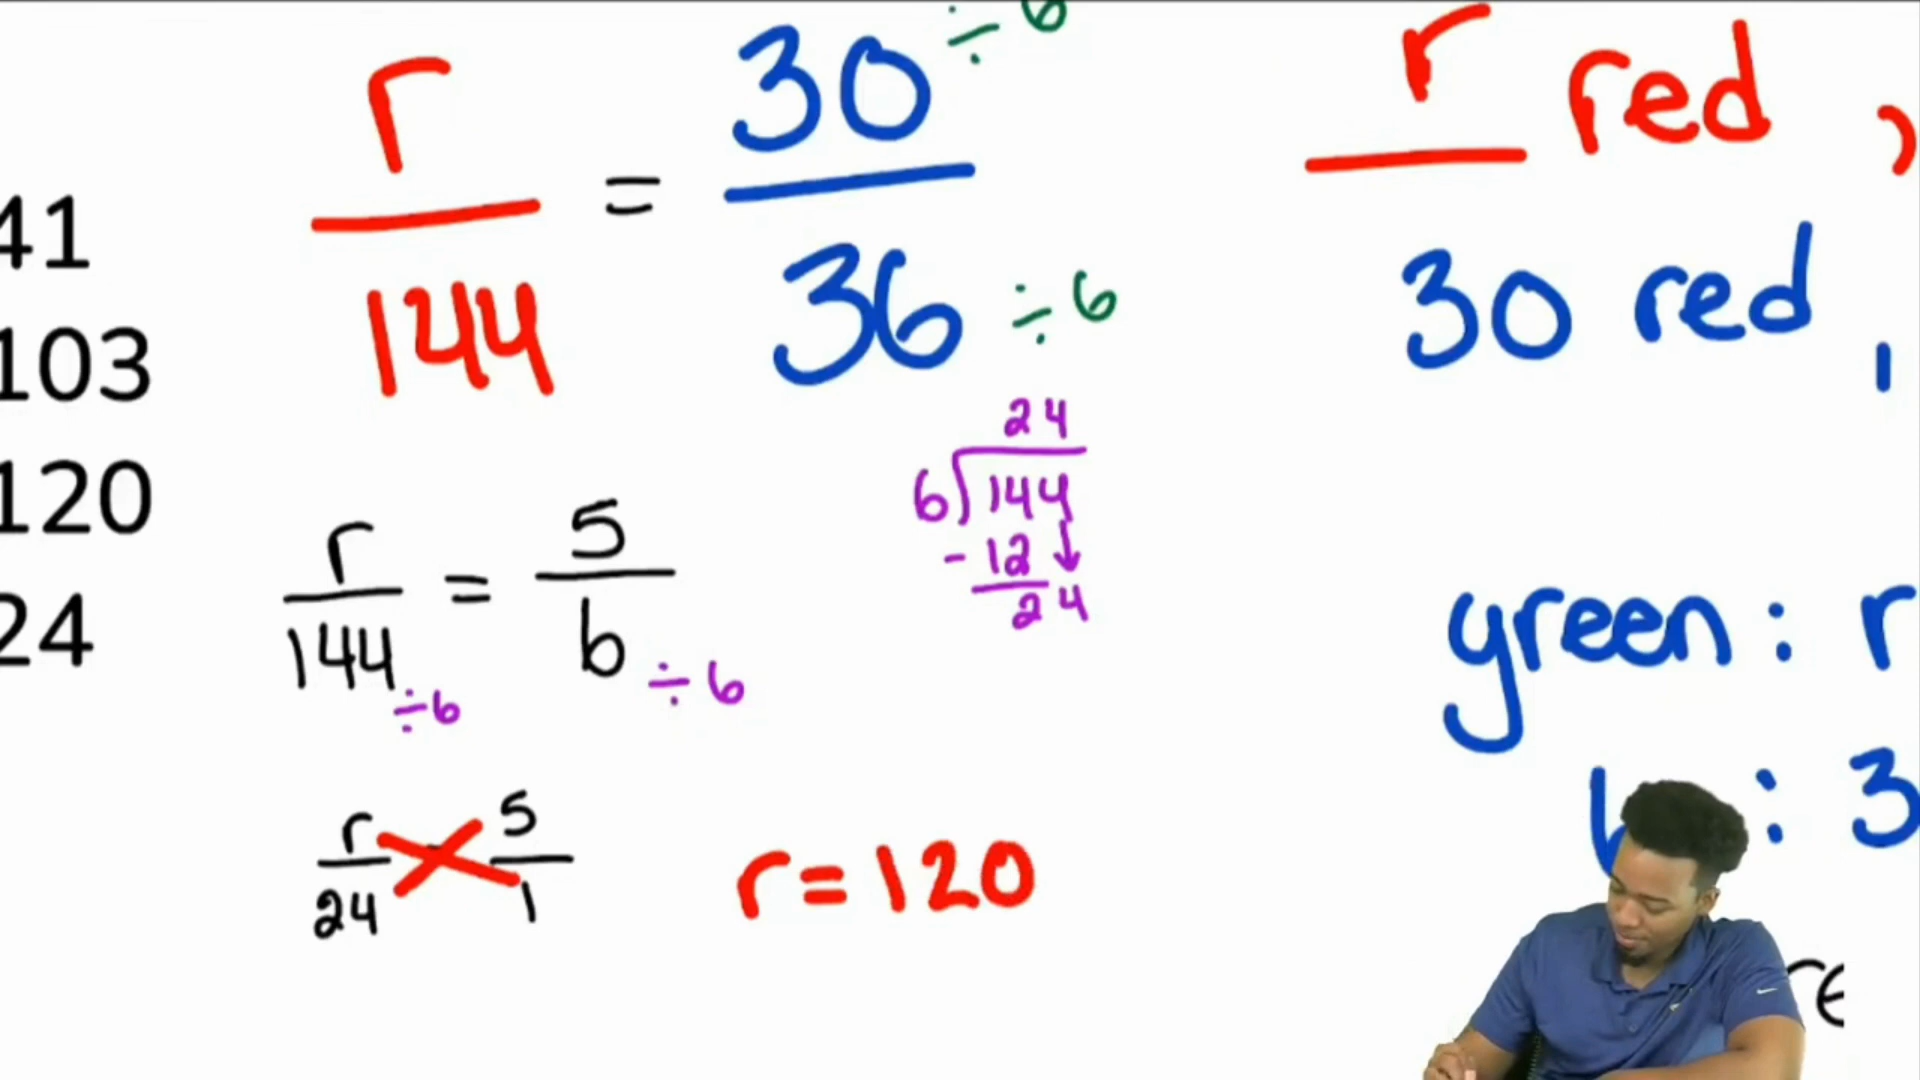 41
103
120
24
r/144 = 30/36 ÷6
÷6
r/144 = 5/6
÷6 ÷6
24
6)144
-12↓
24
r/24 5/1
r=120
r red,
30 red,
green: r
: 3
re